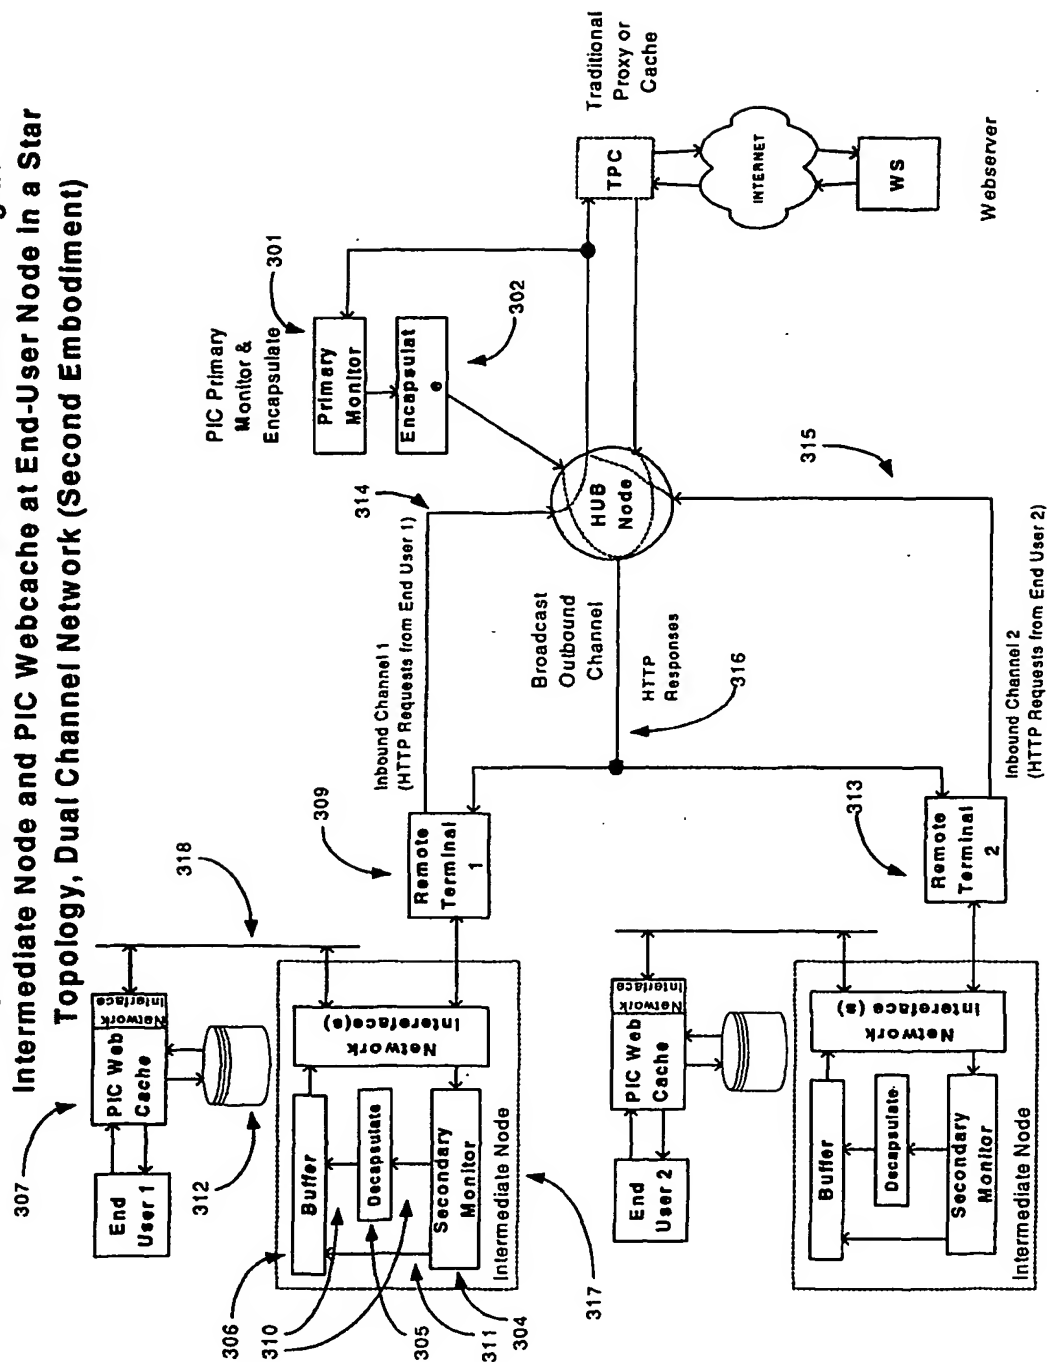 Intermediate Node and PIC Webcache at End-User Node in a Star
Topology, Dual Channel Network (Second Embodiment)
307
End
User 1
PIC Web
Cache
Network
Interface
312
318
306
310
305
311
304
317
Buffer
Decapsulate
Secondary
Monitor
Network
Intereface(s)
Intermediate Node
309
Remote
Terminal
1
Inbound Channel 1
(HTTP Requests from End User 1)
314
PIC Primary
Monitor &
Encapsulate
301
Primary
Monitor
Encapsulat
e
302
Broadcast
Outbound
Channel
HTTP
Responses
316
HUB
Node
TPC
Traditional
Proxy or
Cache
INTERNET
WS
Webserver
315
End
User 2
PIC Web
Cache
Network
Interface
Buffer
Decapsulate
Secondary
Monitor
Network
Intereface(s)
Intermediate Node
313
Remote
Terminal
2
Inbound Channel 2
(HTTP Requests from End User 2)